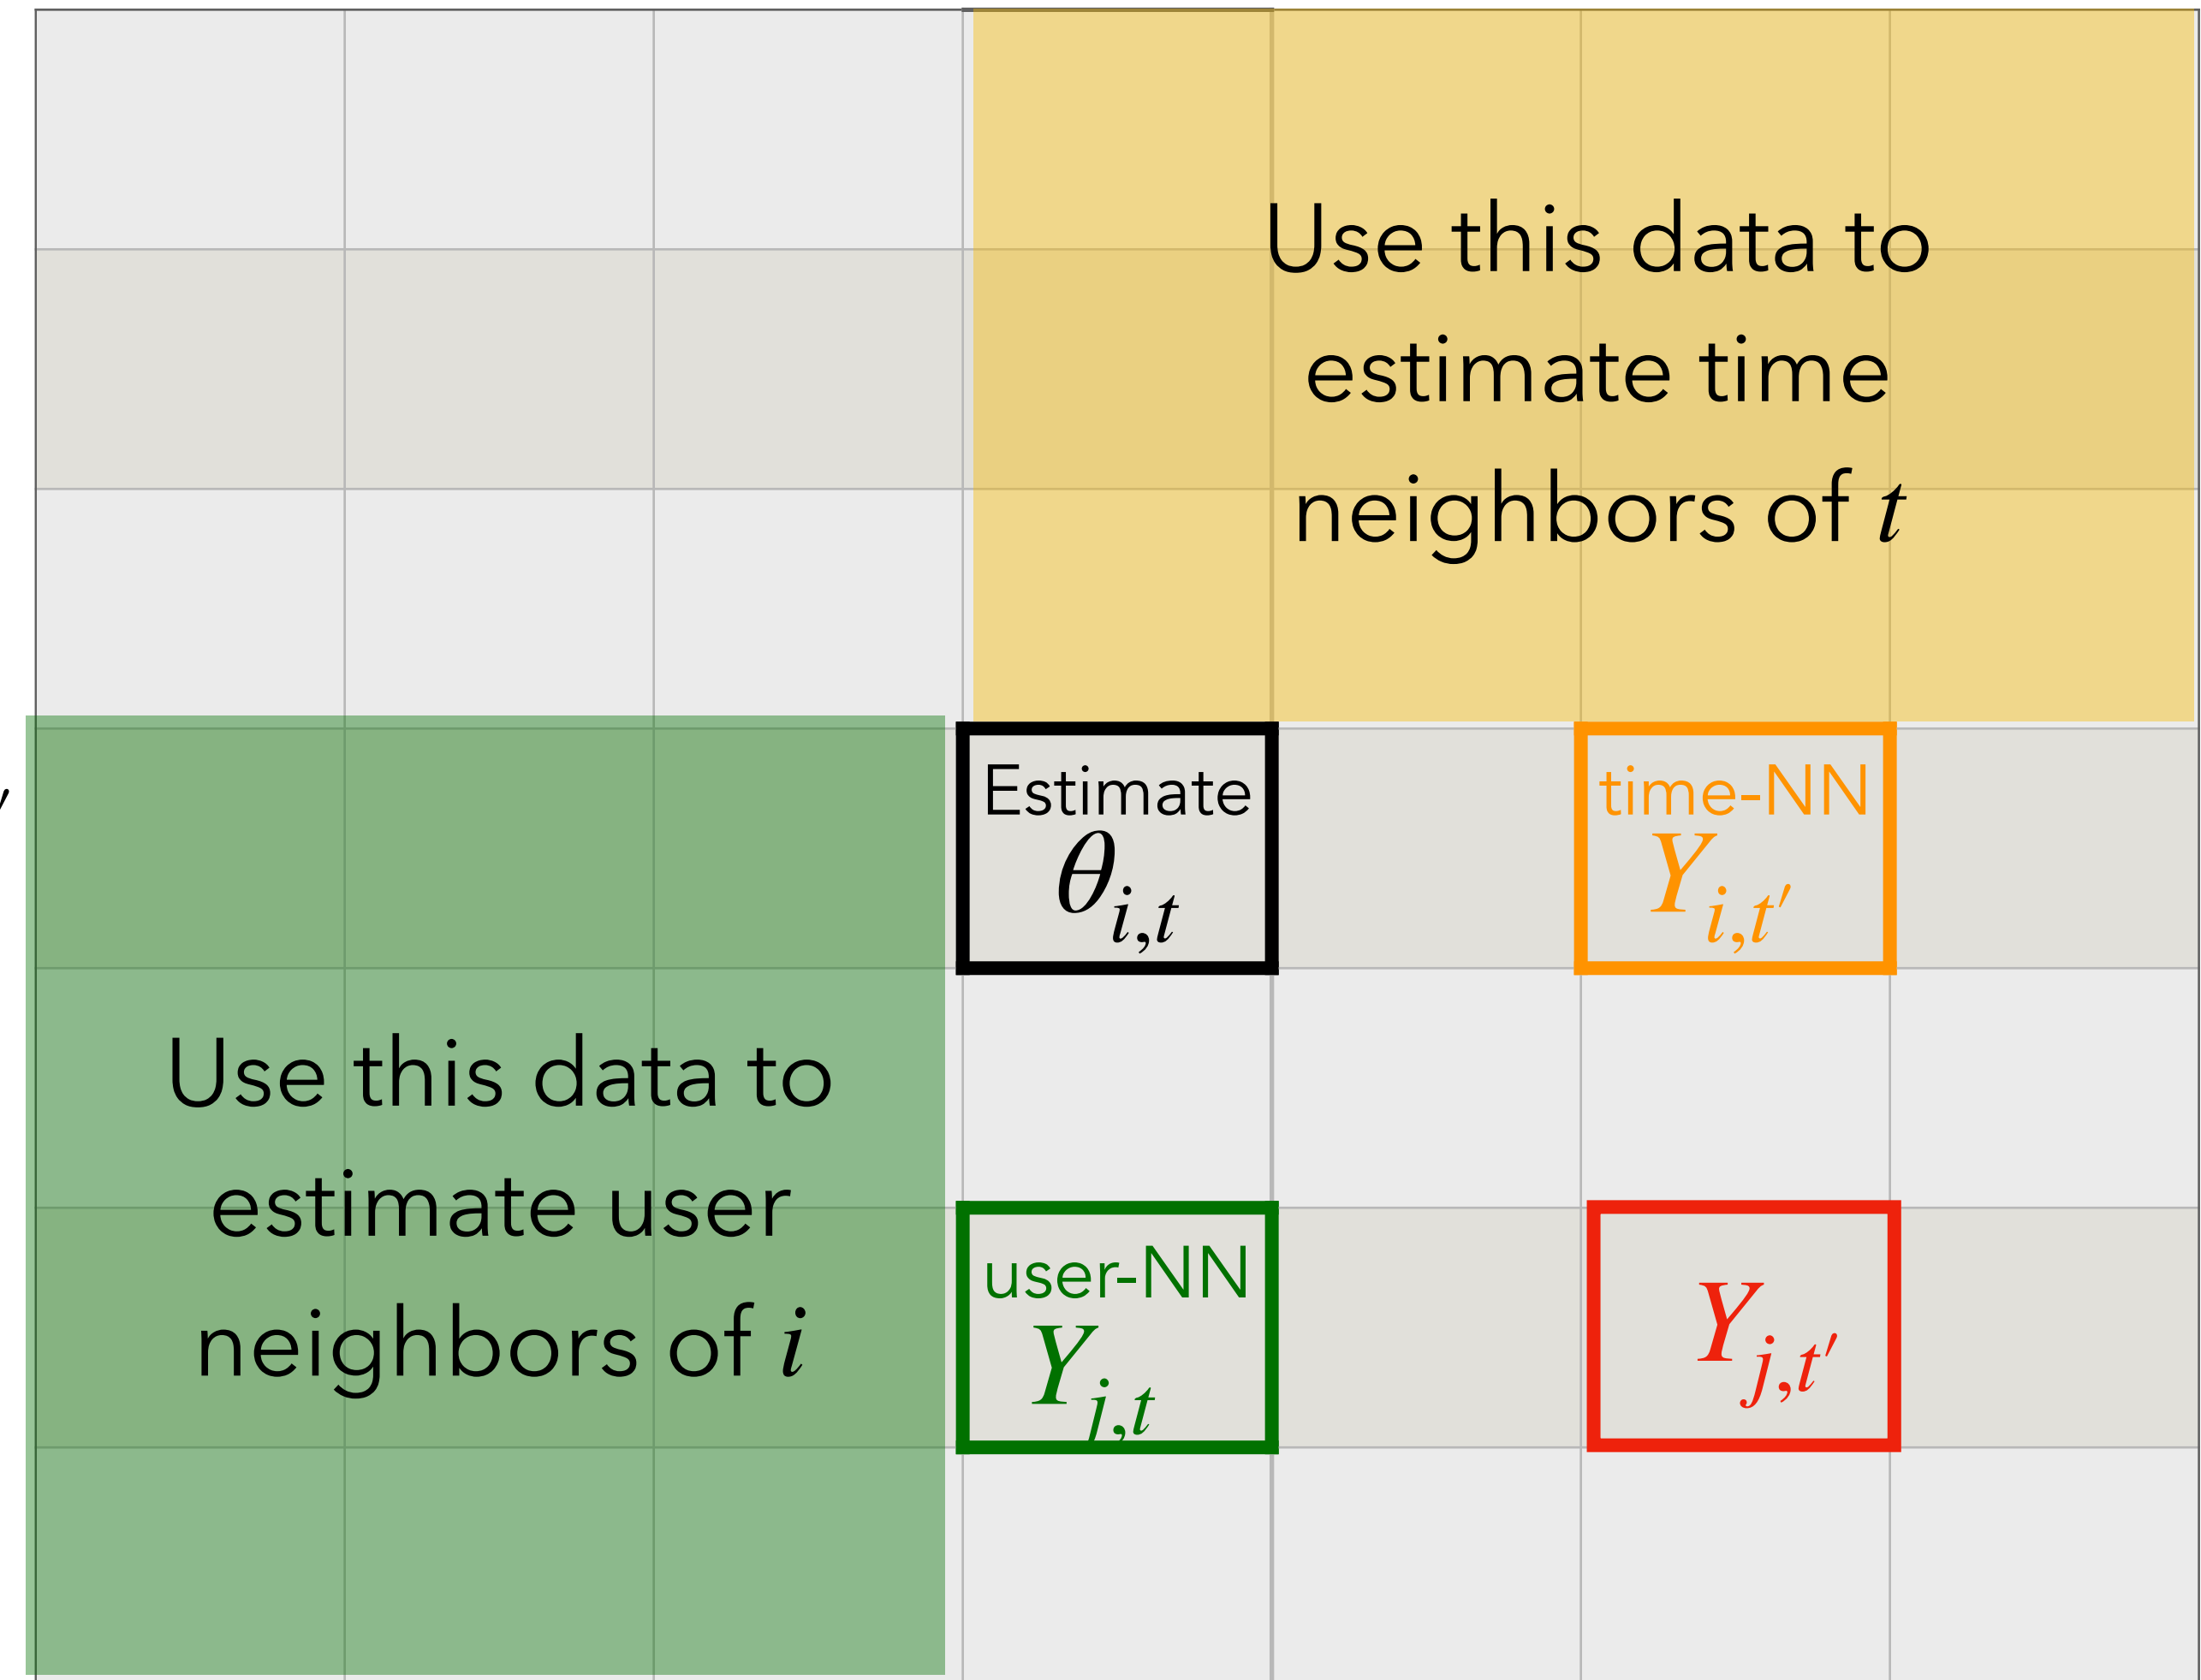 Use this data to
estimate time
neighbors of t
Estimate
θi,t
time-NN
Yi,t′
Use this data to
estimate user
neighbors of i
user-NN
Yj,t
Yj,t′